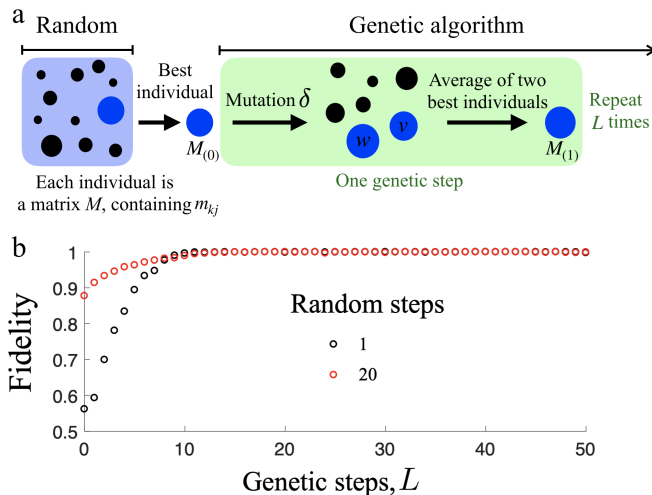 a
Random
Genetic algorithm
Best
individual
M(0)
Mutation δ
w
v
Average of two
best individuals
M(1)
Repeat
L times
Each individual is
a matrix M, containing mkj
One genetic step
b
Fidelity
1
0.9
0.8
0.7
0.6
0.5
Random steps
1
20
0
10
20
30
40
50
Genetic steps, L